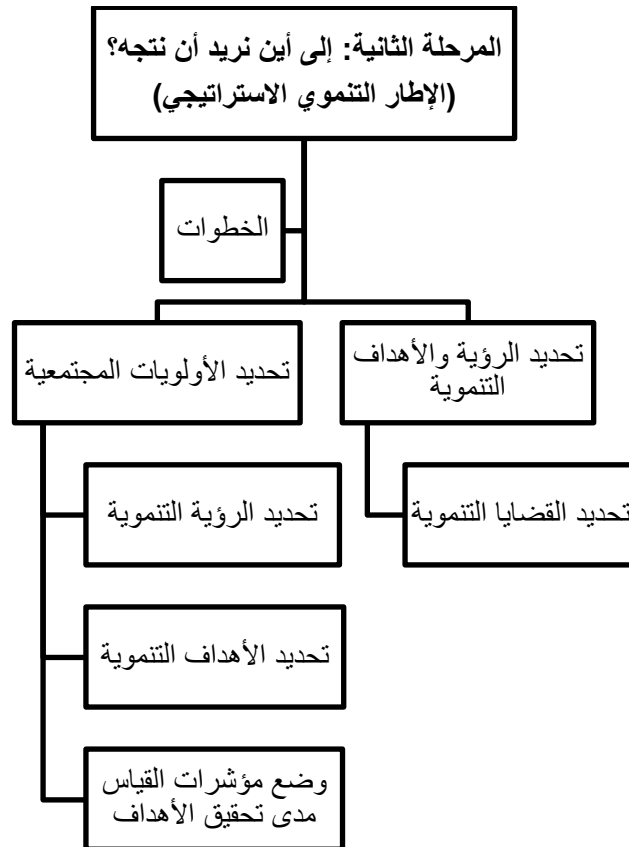 المرحلة الثانية: إلى أين نريد أن نتجه؟
(الإطار التنموي الاستراتيجي)
الخطوات
تحديد الرؤية والأهداف
التنموية
تحديد القضايا التنموية
تحديد الأولويات المجتمعية
تحديد الرؤية التنموية
تحديد الأهداف التنموية
وضع مؤشرات القياس
مدى تحقيق الأهداف